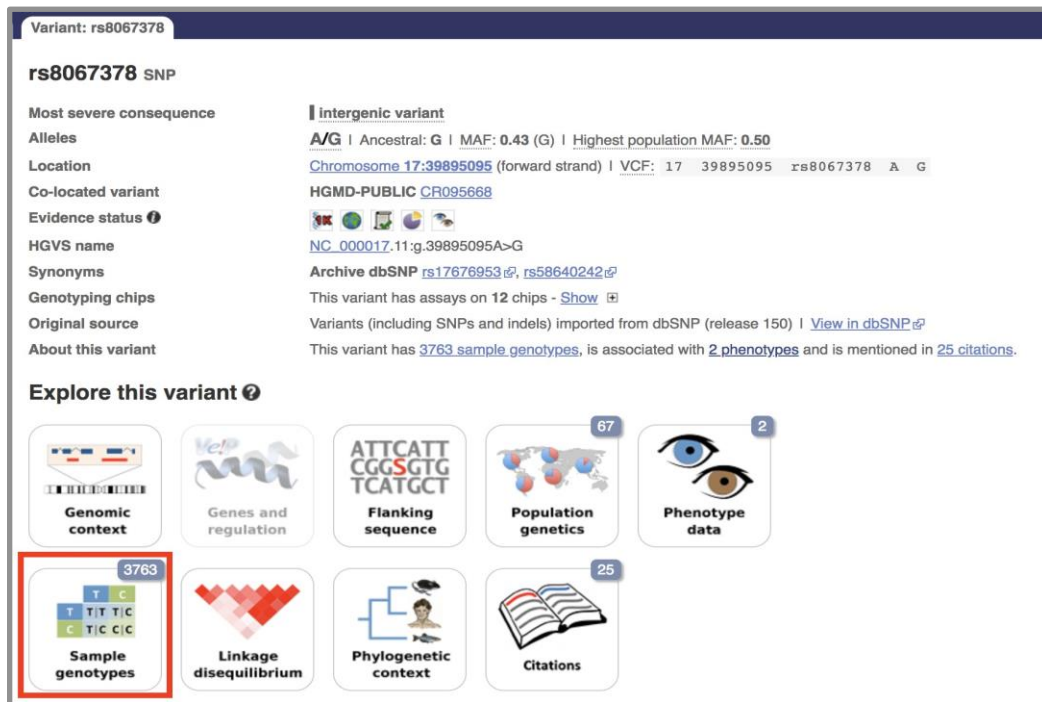 Variant: rs8067378
rs8067378 SNP
Most severe consequence intergenic variant
Alleles A/G | Ancestral: G | MAF: 0.43 (G) | Highest population MAF: 0.50
Location Chromosome 17:39895095 (forward strand) | VCF: 17 39895095 rs8067378 A G
Co-located variant HGMD-PUBLIC CR095668
Evidence status
HGVS name NC_000017.11:g.39895095A>G
Synonyms Archive dbSNP rs17676953, rs58640242
Genotyping chips This variant has assays on 12 chips - Show
Original source Variants (including SNPs and indels) imported from dbSNP (release 150) | View in dbSNP
About this variant This variant has 3763 sample genotypes, is associated with 2 phenotypes and is mentioned in 25 citations.
Explore this variant
Genomic
context
VeP
Genes and
regulation
ATTCATT
CGGSGTG
TCATGCT
Flanking
sequence
67
Population
genetics
2
Phenotype
data
3763
T C
T T|T T|C
C T|C C|C
Sample
genotypes
Linkage
disequilibrium
Phylogenetic
context
25
Citations